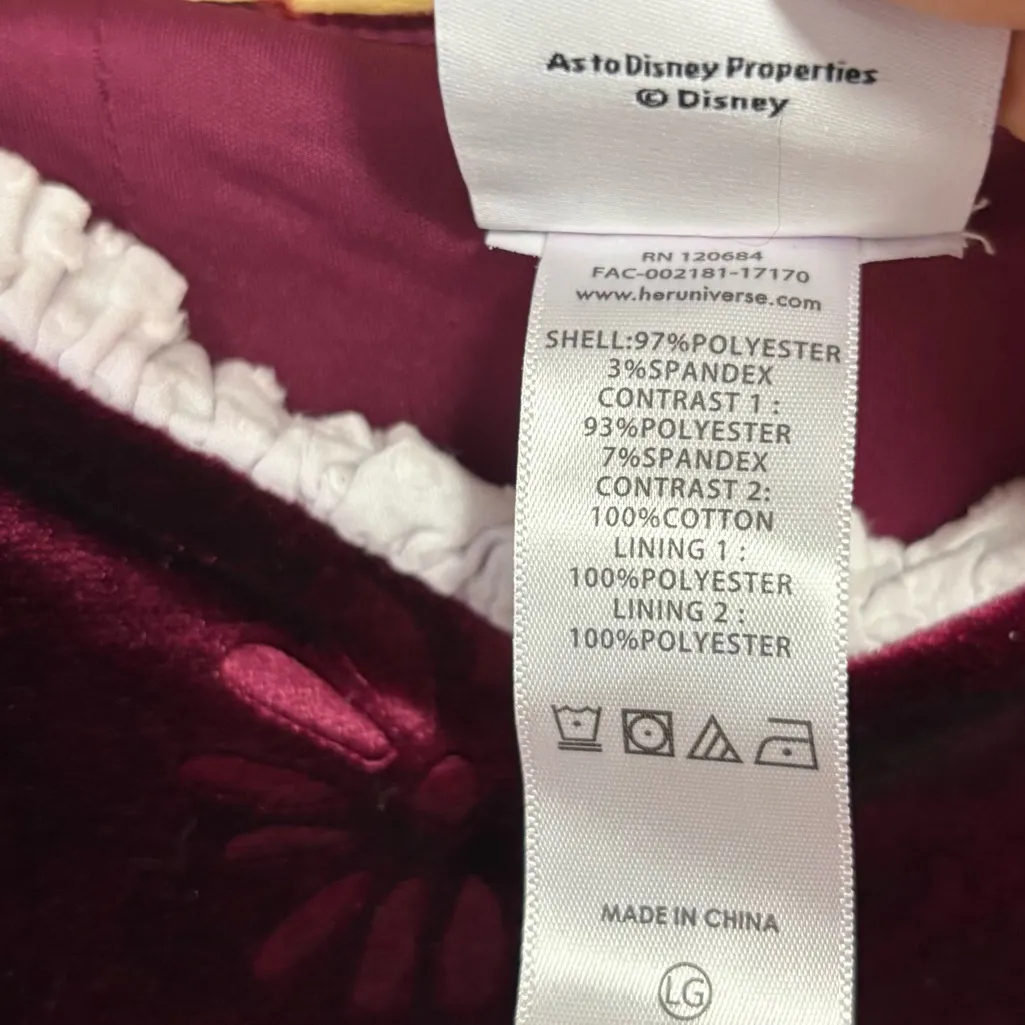 As to Disney Properties
© Disney
RN 120684
FAC-002181-17170
www.heruniverse.com
SHELL:97%POLYESTER
3%SPANDEX
CONTRAST 1 :
93%POLYESTER
7%SPANDEX
CONTRAST 2:
100%COTTON
LINING 1 :
100%POLYESTER
LINING 2 :
100%POLYESTER
MADE IN CHINA
LG